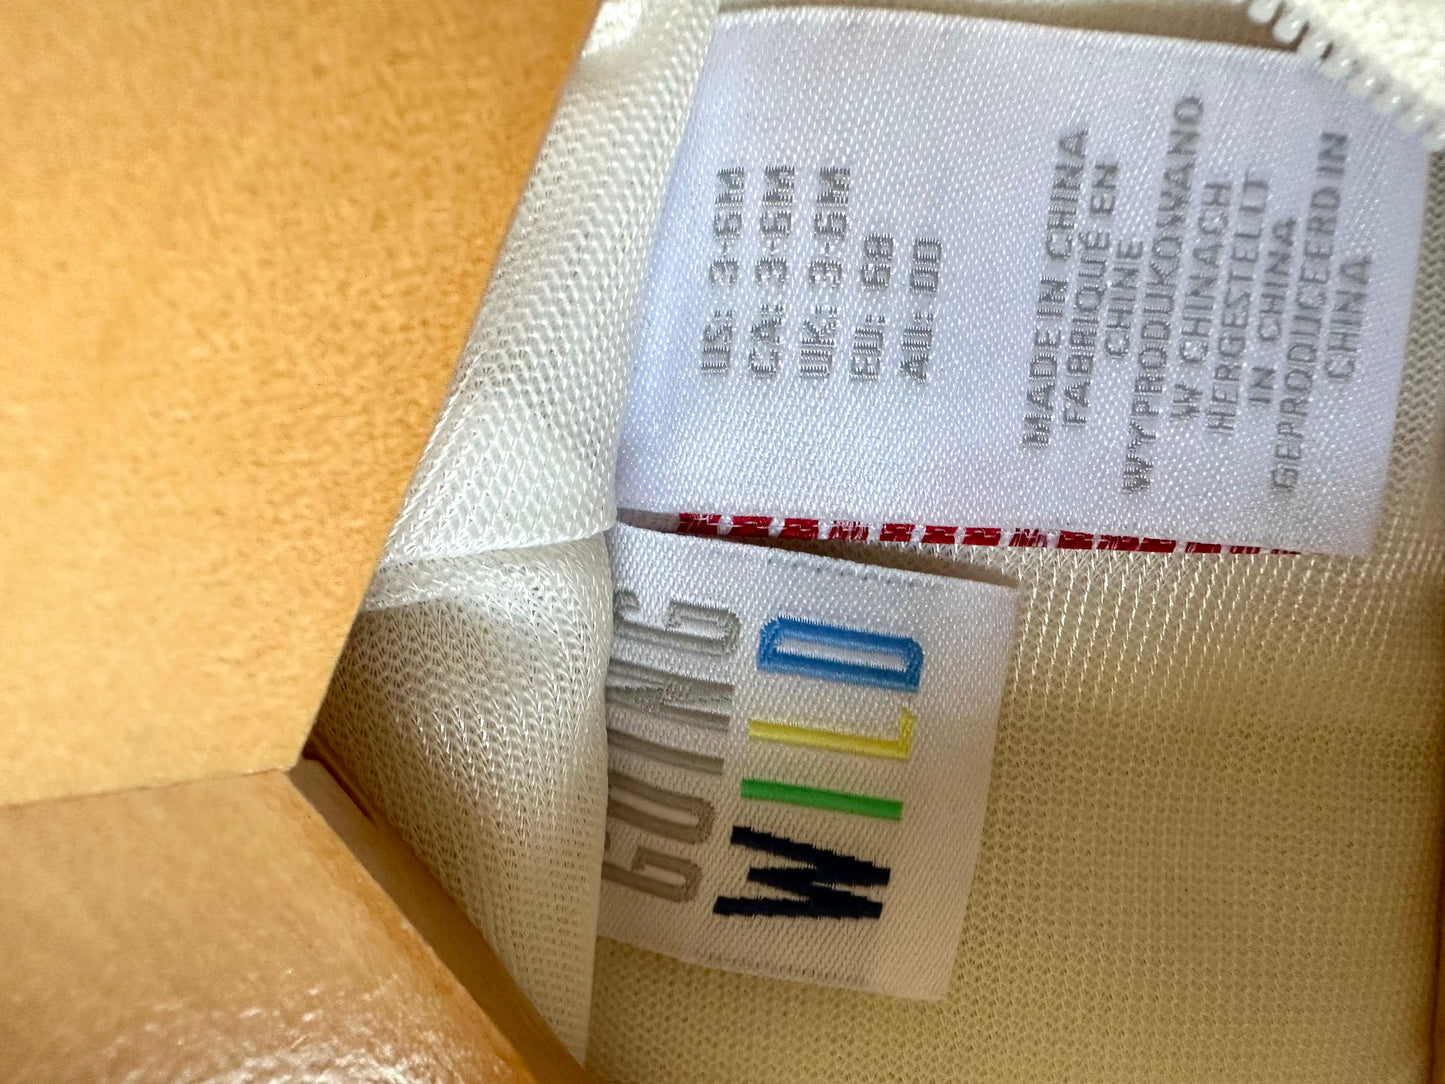 US: 3-6M
CA: 3-6M
UK: 3-6M
EU: 68
AU: 00
MADE IN CHINA
FABRIQUÉ EN
CHINE
WYPRODUKOWANO
W CHINACH
HERGESTELLT
IN CHINA
GEPRODUCEERD IN
CHINA
GOING
WILD